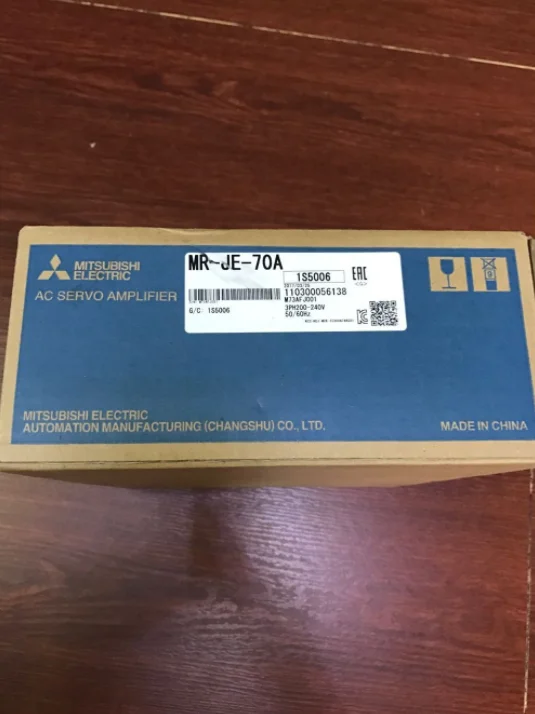 MITSUBISHI
ELECTRIC
AC SERVO AMPLIFIER
MR-JE-70A
1S5006
EAC
110300056138
M73AFJ001
G/C: 1S5006
3PH200-240V
50/60Hz
MITSUBISHI ELECTRIC
AUTOMATION MANUFACTURING (CHANGSHU) CO., LTD.
MADE IN CHINA